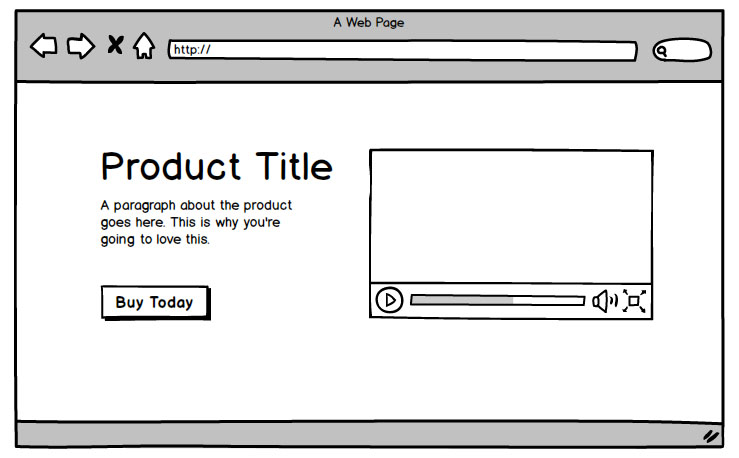 A Web Page
http://
Product Title
A paragraph about the product
goes here. This is why you're
going to love this.
Buy Today